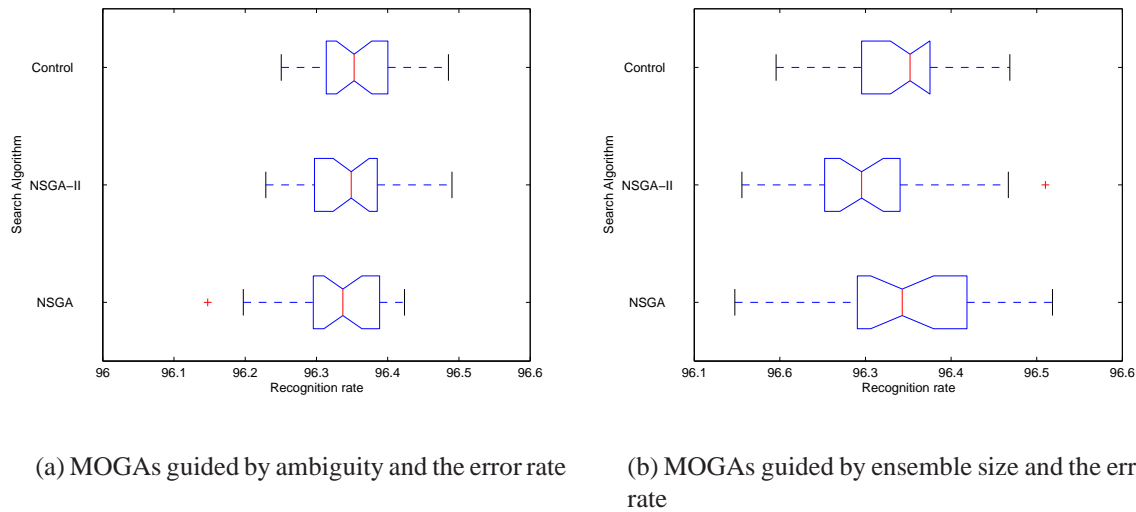 Control
NSGA-II
NSGA
Search Algorithm
96 96.1 96.2 96.3 96.4 96.5 96.6
Recognition rate
Control
NSGA-II
NSGA
Search Algorithm
96.1 96.6 96.3 96.4 96.5 96.6
Recognition rate
(a) MOGAs guided by ambiguity and the error rate
(b) MOGAs guided by ensemble size and the err
rate